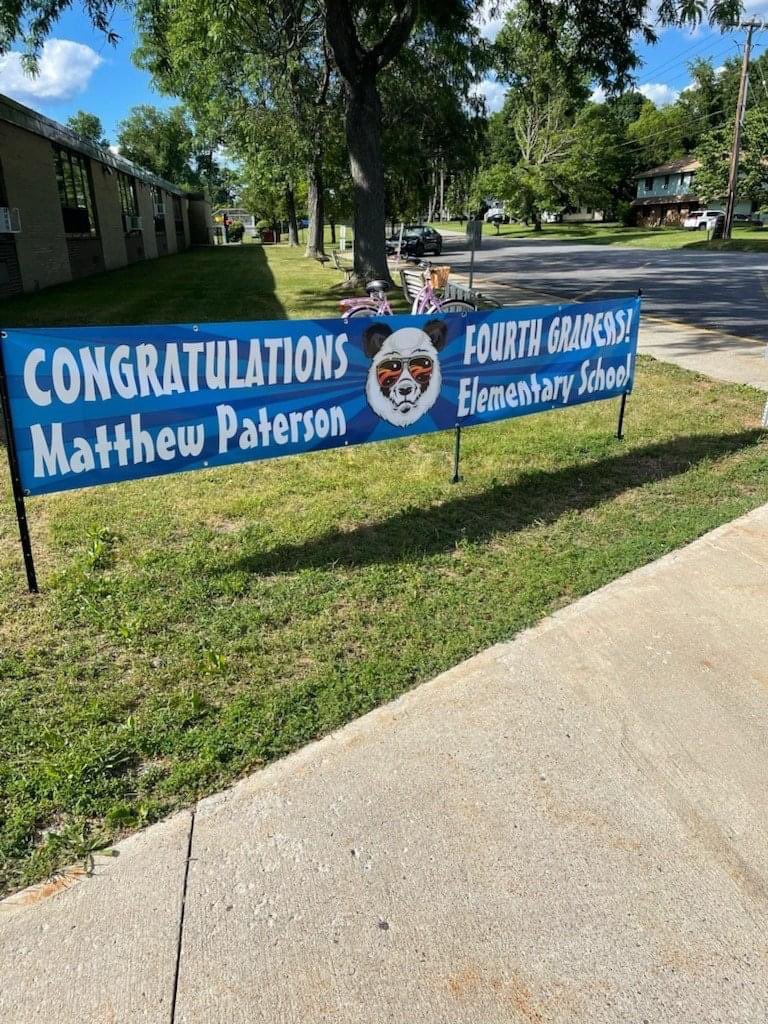 CONGRATULATIONS FOURTH GRADERS!
Matthew Paterson Elementary School